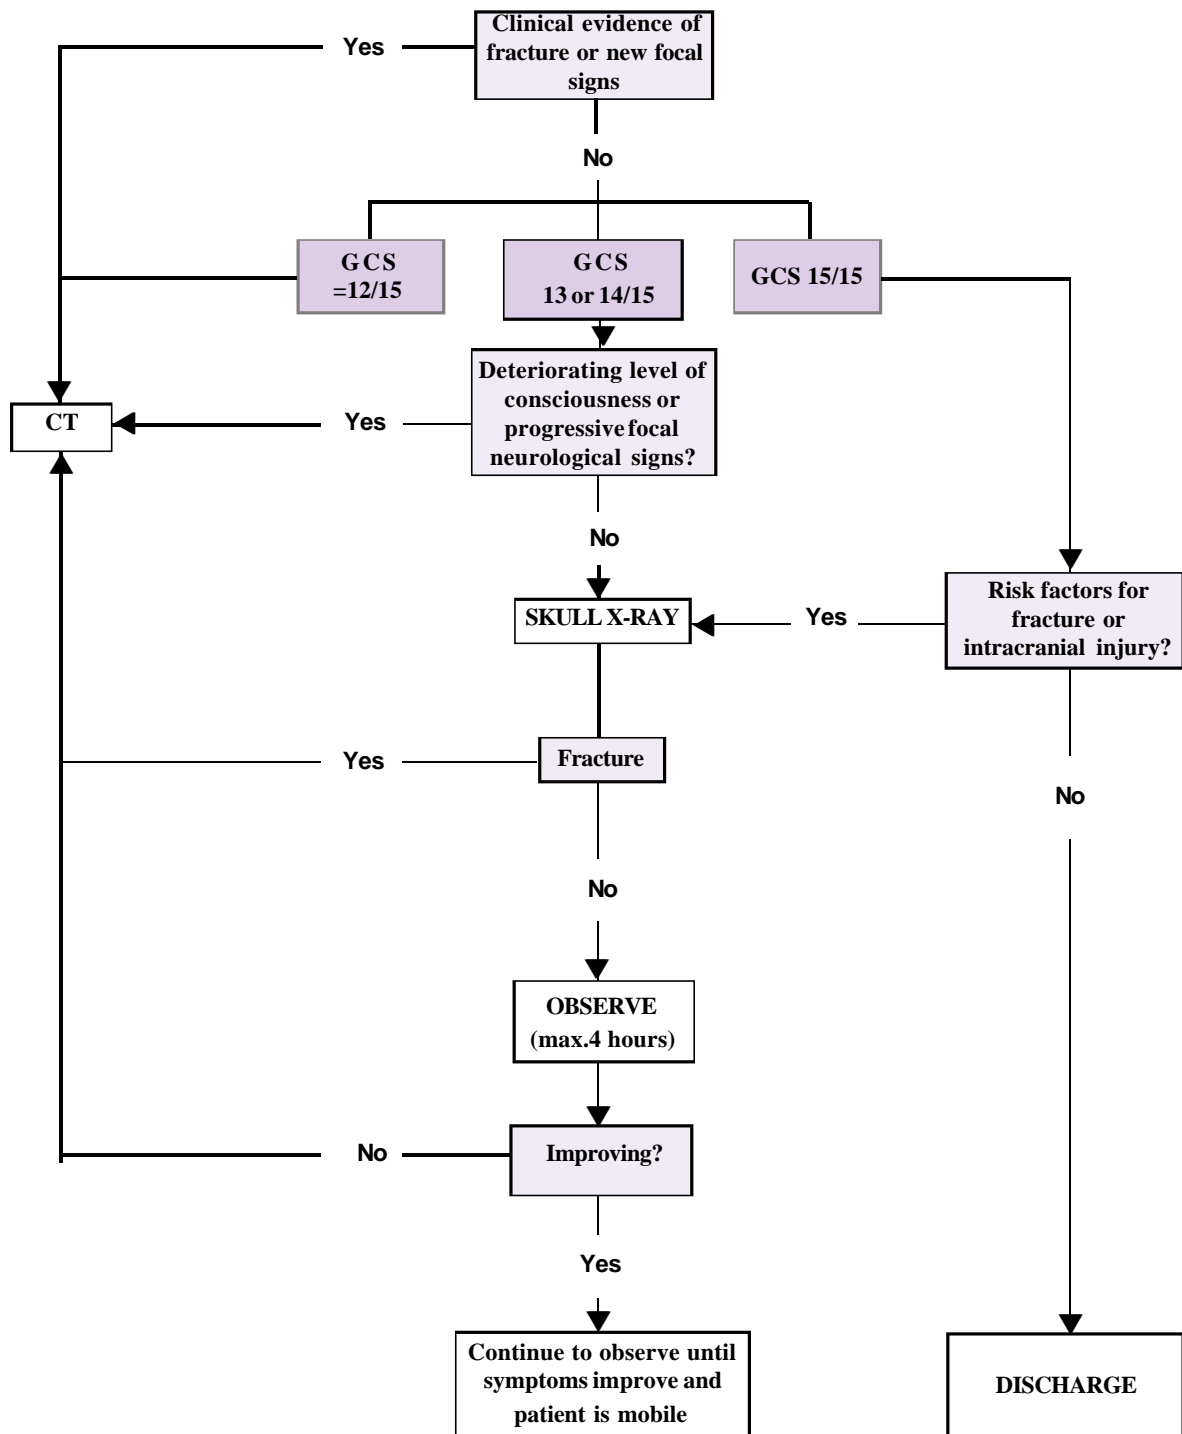 Clinical evidence of
fracture or new focal
signs
Yes
No
GCS
=12/15
GCS
13 or 14/15
GCS 15/15
Deteriorating level of
consciousness or
progressive focal
neurological signs?
Yes
CT
No
SKULL X-RAY
Yes
Risk factors for
fracture or
intracranial injury?
Yes
Fracture
No
No
OBSERVE
(max.4 hours)
No
Improving?
Yes
Continue to observe until
symptoms improve and
patient is mobile
DISCHARGE